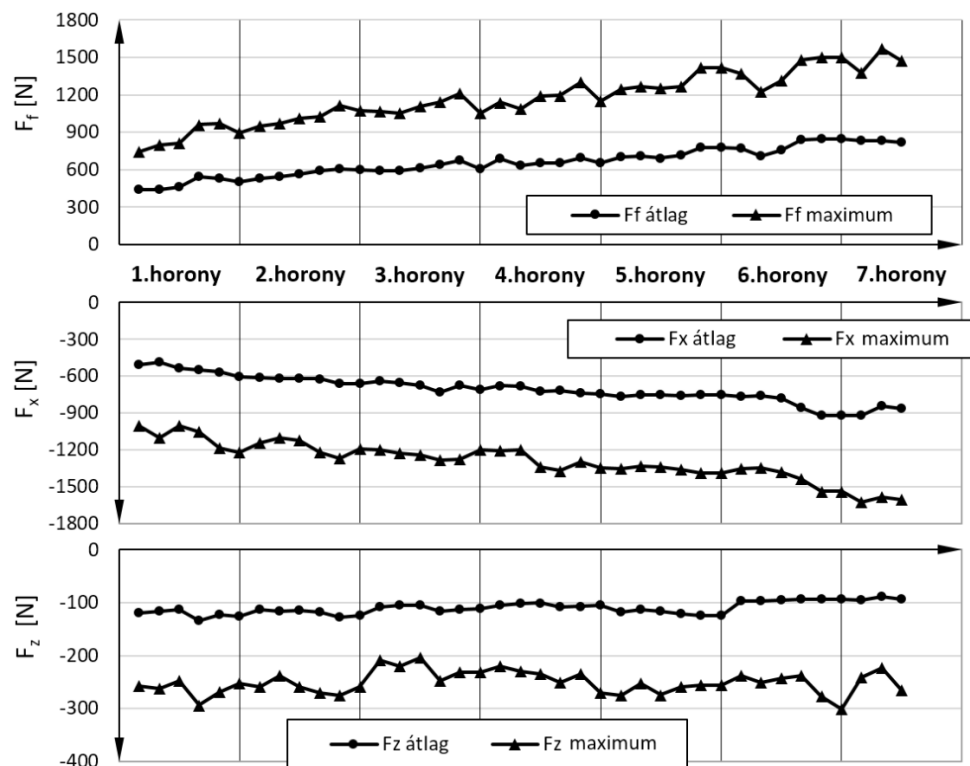 F_f [N]
1800
1500
1200
900
600
300
0
Ff átlag Ff maximum
1.horony 2.horony 3.horony 4.horony 5.horony 6.horony 7.horony
F_x [N]
0
-300
-600
-900
-1200
-1500
-1800
Fx átlag Fx maximum
F_z [N]
0
-100
-200
-300
-400
Fz átlag Fz maximum